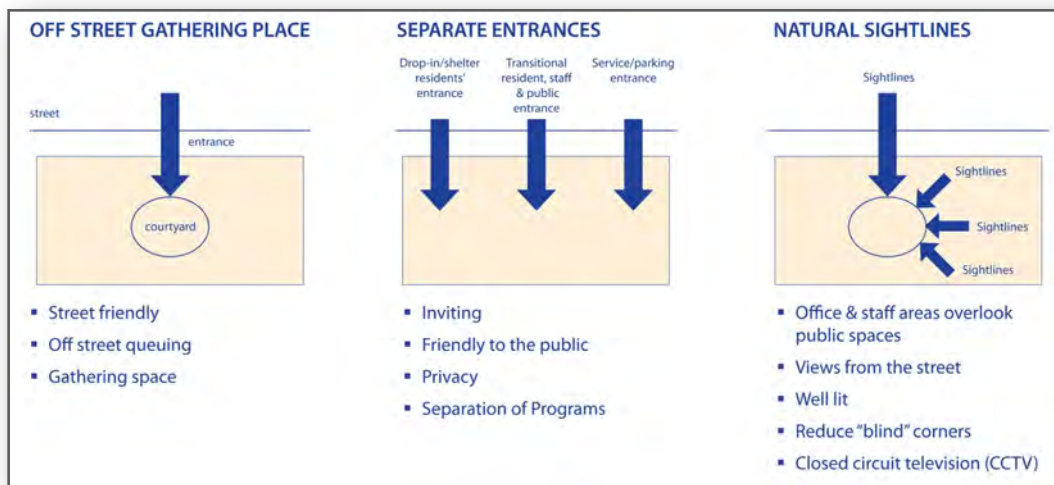 OFF STREET GATHERING PLACE
street
entrance
courtyard
▪ Street friendly
▪ Off street queuing
▪ Gathering space
SEPARATE ENTRANCES
Drop-in/shelter
residents'
entrance
Transitional
resident, staff
& public
entrance
Service/parking
entrance
▪ Inviting
▪ Friendly to the public
▪ Privacy
▪ Separation of Programs
NATURAL SIGHTLINES
Sightlines
Sightlines
Sightlines
Sightlines
▪ Office & staff areas overlook
public spaces
▪ Views from the street
▪ Well lit
▪ Reduce "blind" corners
▪ Closed circuit television (CCTV)